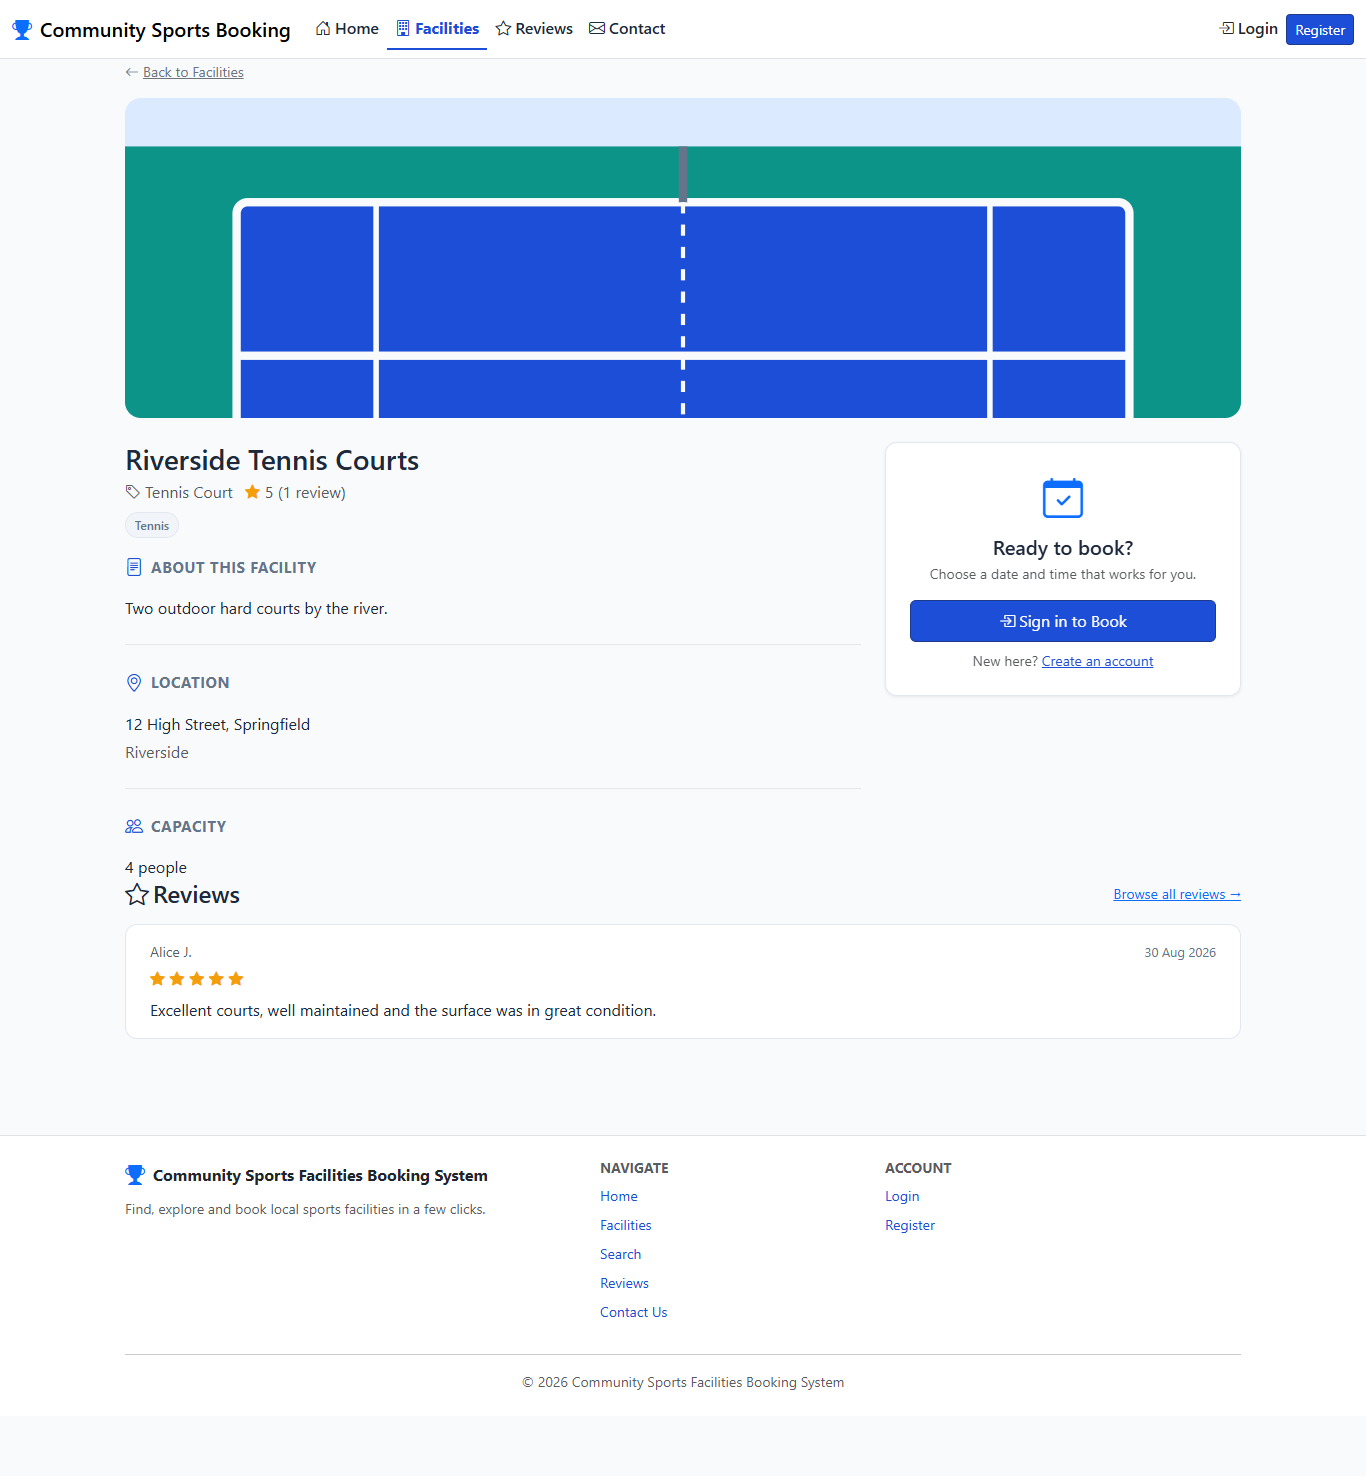 Community Sports Booking
Home
Facilities
Reviews
Contact
Login
Register
← Back to Facilities
Riverside Tennis Courts
Tennis Court
5 (1 review)
Tennis
ABOUT THIS FACILITY
Two outdoor hard courts by the river.
LOCATION
12 High Street, Springfield
Riverside
CAPACITY
4 people
Ready to book?
Choose a date and time that works for you.
Sign in to Book
New here? Create an account
Reviews
Browse all reviews →
Alice J.
30 Aug 2026
Excellent courts, well maintained and the surface was in great condition.
Community Sports Facilities Booking System
Find, explore and book local sports facilities in a few clicks.
NAVIGATE
Home
Facilities
Search
Reviews
Contact Us
ACCOUNT
Login
Register
© 2026 Community Sports Facilities Booking System